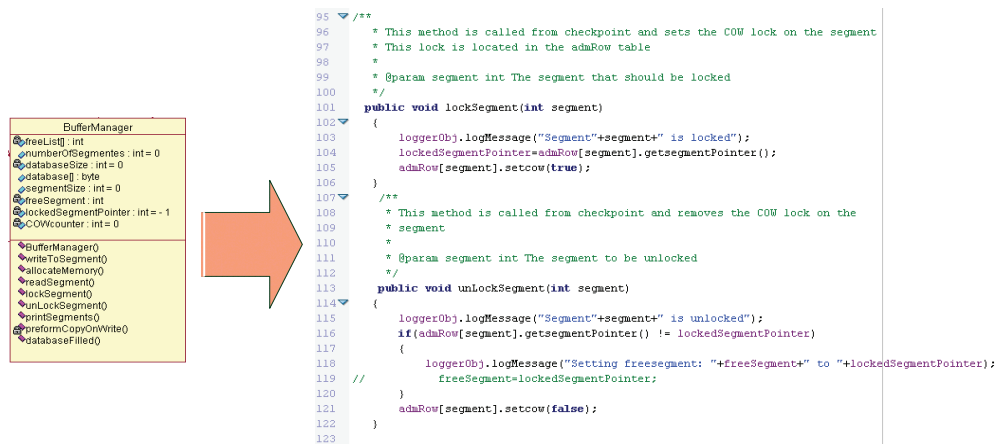 BufferManager
freeList[] : int
numberOfSegmentes : int = 0
databaseSize : int = 0
database[] : byte
segmentSize : int = 0
freeSegment : int
lockedSegmentPointer : int = - 1
COWcounter : int = 0
BufferManager()
writeToSegment()
allocateMemory()
readSegment()
lockSegment()
unLockSegment()
printSegments()
preformCopyOnWrite()
databaseFilled()
95 /**
96 * This method is called from checkpoint and sets the COW lock on the segment
97 * This lock is located in the admRow table
98 *
99 * @param segment int The segment that should be locked
100 */
101 public void lockSegment(int segment)
102 {
103 loggerObj.logMessage("Segment"+segment+" is locked");
104 lockedSegmentPointer=admRow[segment].getsegmentPointer();
105 admRow[segment].setcow(true);
106 }
107 /**
108 * This method is called from checkpoint and removes the COW lock on the
109 * segment
110 *
111 * @param segment int The segment to be unlocked
112 */
113 public void unLockSegment(int segment)
114 {
115 loggerObj.logMessage("Segment"+segment+" is unlocked");
116 if(admRow[segment].getsegmentPointer() != lockedSegmentPointer)
117 {
118 loggerObj.logMessage("Setting freesegment: "+freeSegment+" to "+lockedSegmentPointer);
119 // freeSegment=lockedSegmentPointer;
120 }
121 admRow[segment].setcow(false);
122 }
123